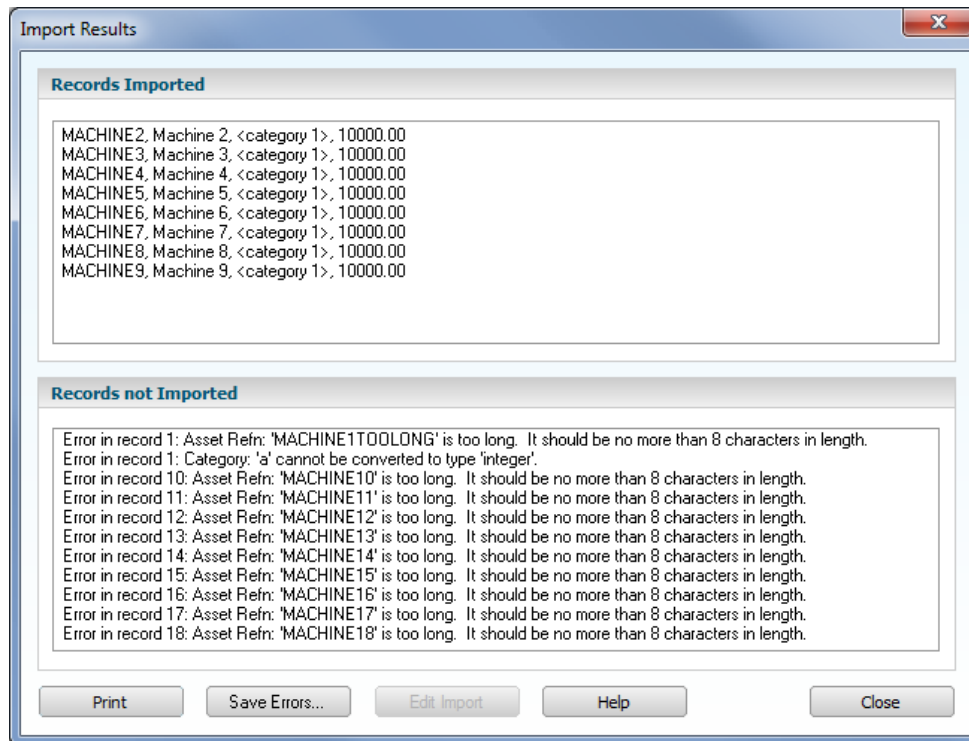 Import Results
Records Imported
MACHINE2, Machine 2, <category 1>, 10000.00
MACHINE3, Machine 3, <category 1>, 10000.00
MACHINE4, Machine 4, <category 1>, 10000.00
MACHINE5, Machine 5, <category 1>, 10000.00
MACHINE6, Machine 6, <category 1>, 10000.00
MACHINE7, Machine 7, <category 1>, 10000.00
MACHINE8, Machine 8, <category 1>, 10000.00
MACHINE9, Machine 9, <category 1>, 10000.00
Records not Imported
Error in record 1: Asset Refn: 'MACHINE1TOOLONG' is too long.  It should be no more than 8 characters in length.
Error in record 1: Category: 'a' cannot be converted to type 'integer'.
Error in record 10: Asset Refn: 'MACHINE10' is too long.  It should be no more than 8 characters in length.
Error in record 11: Asset Refn: 'MACHINE11' is too long.  It should be no more than 8 characters in length.
Error in record 12: Asset Refn: 'MACHINE12' is too long.  It should be no more than 8 characters in length.
Error in record 13: Asset Refn: 'MACHINE13' is too long.  It should be no more than 8 characters in length.
Error in record 14: Asset Refn: 'MACHINE14' is too long.  It should be no more than 8 characters in length.
Error in record 15: Asset Refn: 'MACHINE15' is too long.  It should be no more than 8 characters in length.
Error in record 16: Asset Refn: 'MACHINE16' is too long.  It should be no more than 8 characters in length.
Error in record 17: Asset Refn: 'MACHINE17' is too long.  It should be no more than 8 characters in length.
Error in record 18: Asset Refn: 'MACHINE18' is too long.  It should be no more than 8 characters in length.
Print Save Errors... Edit Import Help Close